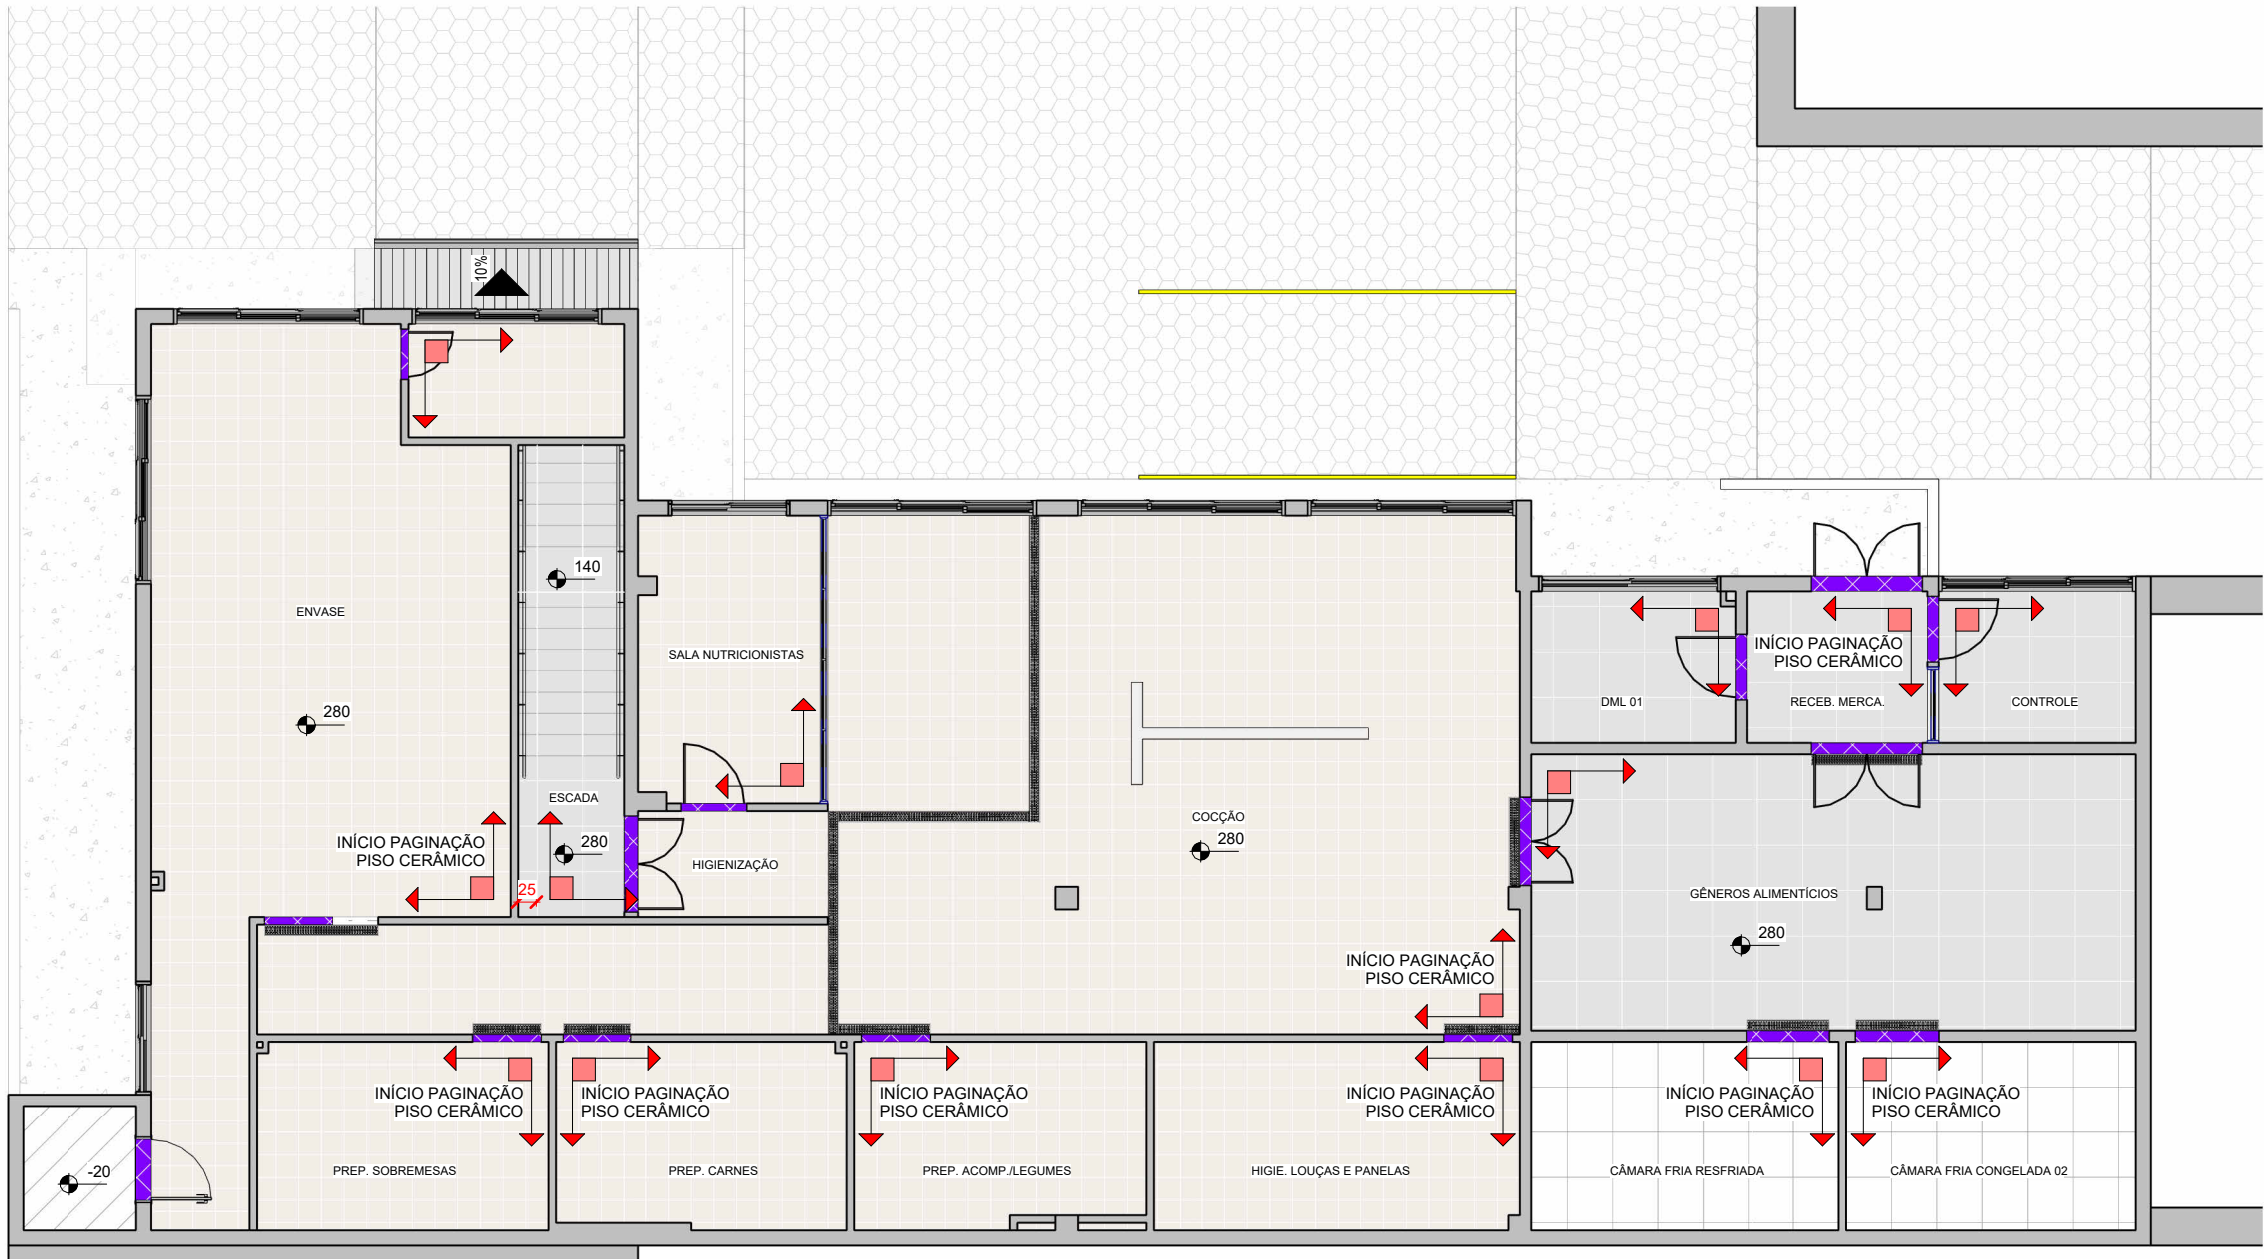 10%
140
ENVASE
SALA NUTRICIONISTAS
INÍCIO PAGINAÇÃO
PISO CERÂMICO
DML 01
RECEB. MERCA.
CONTROLE
280
ESCADA
COCÇÃO
280
INÍCIO PAGINAÇÃO
PISO CERÂMICO
280
HIGIENIZAÇÃO
25
GÊNEROS ALIMENTÍCIOS
280
INÍCIO PAGINAÇÃO
PISO CERÂMICO
INÍCIO PAGINAÇÃO
PISO CERÂMICO
INÍCIO PAGINAÇÃO
PISO CERÂMICO
INÍCIO PAGINAÇÃO
PISO CERÂMICO
INÍCIO PAGINAÇÃO
PISO CERÂMICO
INÍCIO PAGINAÇÃO
PISO CERÂMICO
INÍCIO PAGINAÇÃO
PISO CERÂMICO
-20
PREP. SOBREMESAS
PREP. CARNES
PREP. ACOMP./LEGUMES
HIGIE. LOUÇAS E PANELAS
CÂMARA FRIA RESFRIADA
CÂMARA FRIA CONGELADA 02